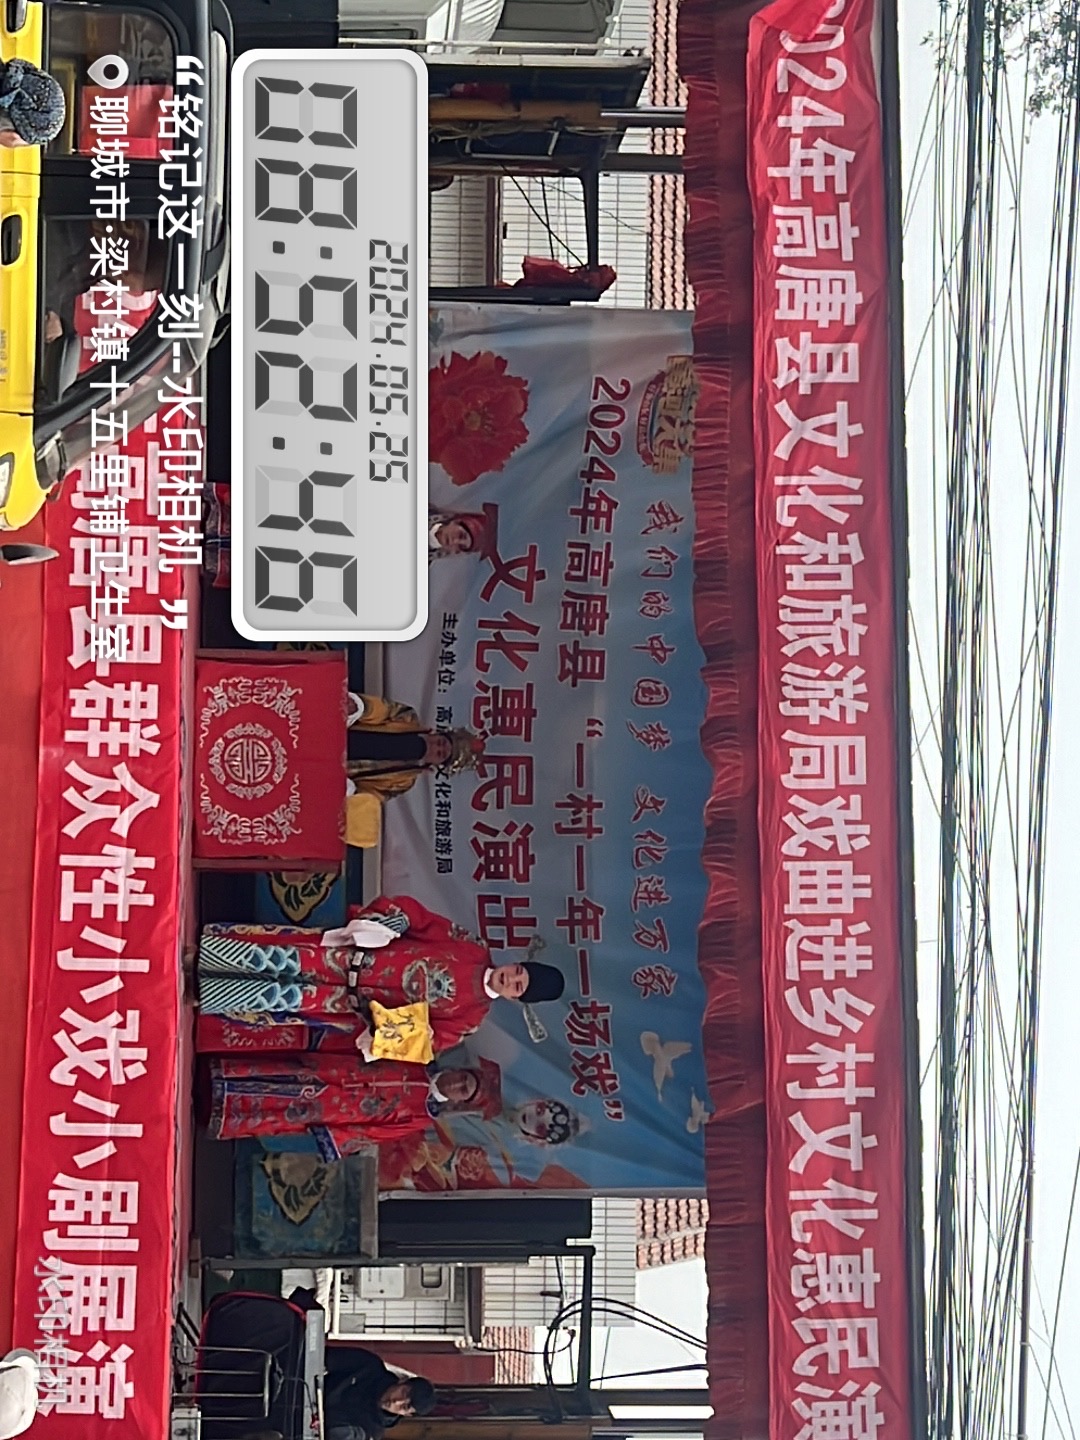 024年高唐县文化和旅游局戏曲进乡村文化惠民演
我们的中国梦 文化进万家
2024年高唐县“一村一年一场戏”
文化惠民演出
主办单位：高 文化和旅游局
2024.05.26
08:52:49
“铭记这一刻--水印相机”
聊城市·梁村镇十五里铺卫生室
高唐县群众性小戏小剧展演
水印相机